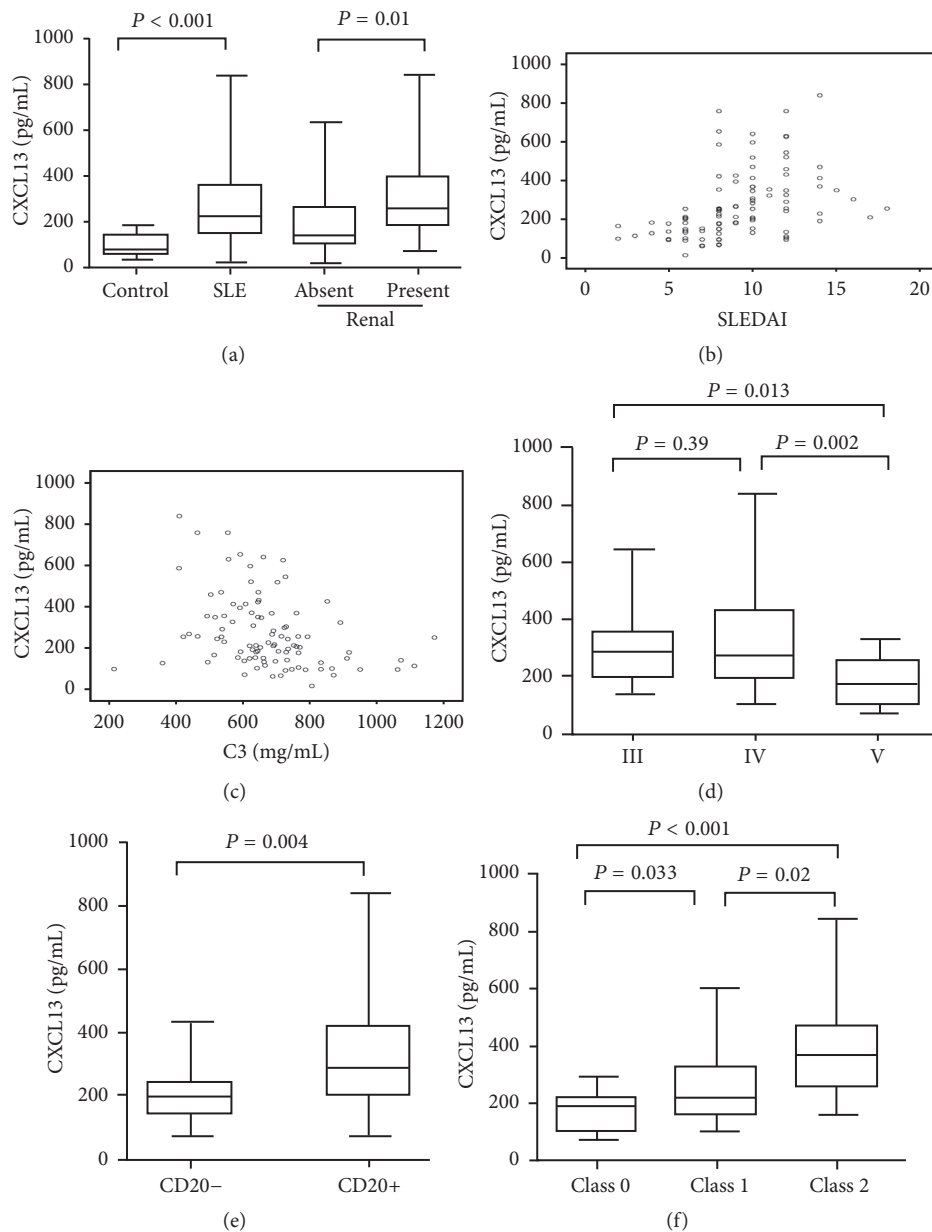 P < 0.001
P = 0.01
1000
800
600
400
200
0
CXCL13 (pg/mL)
Control
SLE
Absent
Present
Renal
(a)
1000
800
600
400
200
0
CXCL13 (pg/mL)
0
5
10
15
20
SLEDAI
(b)
1000
800
600
400
200
0
CXCL13 (pg/mL)
200
400
600
800
1000
1200
C3 (mg/mL)
(c)
P = 0.013
P = 0.39
P = 0.002
1000
800
600
400
200
0
CXCL13 (pg/mL)
III
IV
V
(d)
P = 0.004
1000
800
600
400
200
0
CXCL13 (pg/mL)
CD20−
CD20+
(e)
P < 0.001
P = 0.033
P = 0.02
1000
800
600
400
200
0
CXCL13 (pg/mL)
Class 0
Class 1
Class 2
(f)